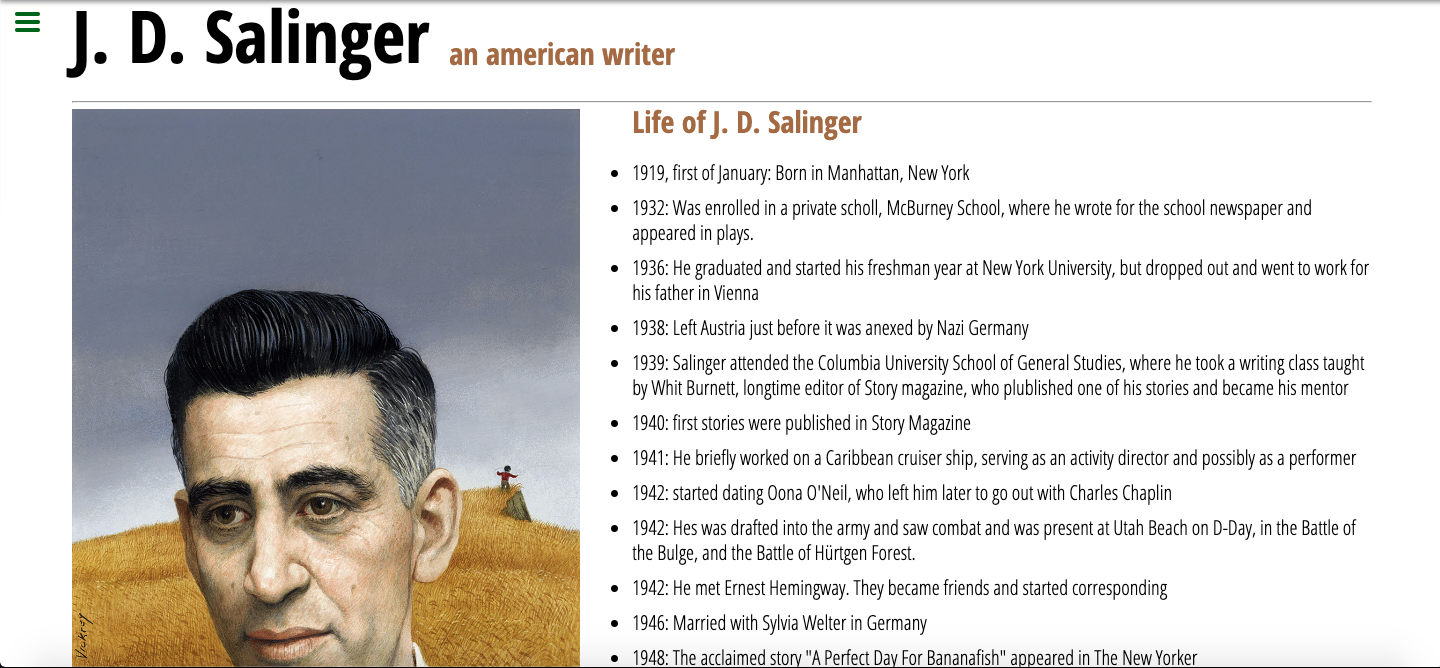 J. D. Salinger an american writer
Life of J. D. Salinger
1919, first of January: Born in Manhattan, New York
1932: Was enrolled in a private scholl, McBurney School, where he wrote for the school newspaper and
appeared in plays.
1936: He graduated and started his freshman year at New York University, but dropped out and went to work for
his father in Vienna
1938: Left Austria just before it was anexed by Nazi Germany
1939: Salinger attended the Columbia University School of General Studies, where he took a writing class taught
by Whit Burnett, longtime editor of Story magazine, who plublished one of his stories and became his mentor
1940: first stories were published in Story Magazine
1941: He briefly worked on a Caribbean cruiser ship, serving as an activity director and possibly as a performer
1942: started dating Oona O'Neil, who left him later to go out with Charles Chaplin
1942: Hes was drafted into the army and saw combat and was present at Utah Beach on D-Day, in the Battle of
the Bulge, and the Battle of Hürtgen Forest.
1942: He met Ernest Hemingway. They became friends and started corresponding
1946: Married with Sylvia Welter in Germany
1948: The acclaimed story "A Perfect Day For Bananafish" appeared in The New Yorker
Vickrey